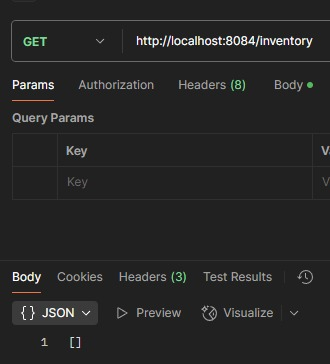 GET http://localhost:8084/inventory
Params Authorization Headers (8) Body
Query Params
Key
Key
Body Cookies Headers (3) Test Results
{} JSON Preview Visualize
1 []